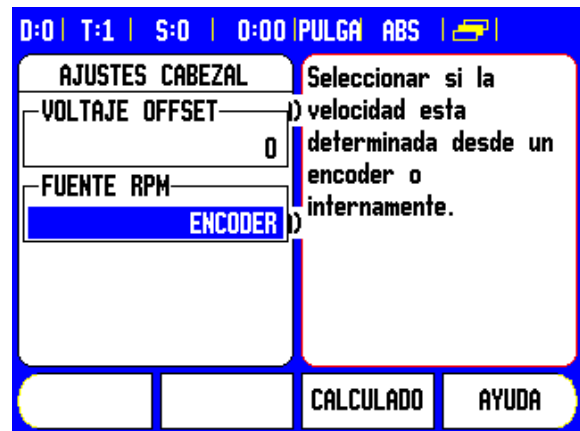 D:0 | T:1 | S:0 | 0:00 |PULGA| ABS | |
AJUSTES CABEZAL
VOLTAJE OFFSET
0
FUENTE RPM
ENCODER
Seleccionar si la
velocidad esta
determinada desde un
encoder o
internamente.
CALCULADO
AYUDA